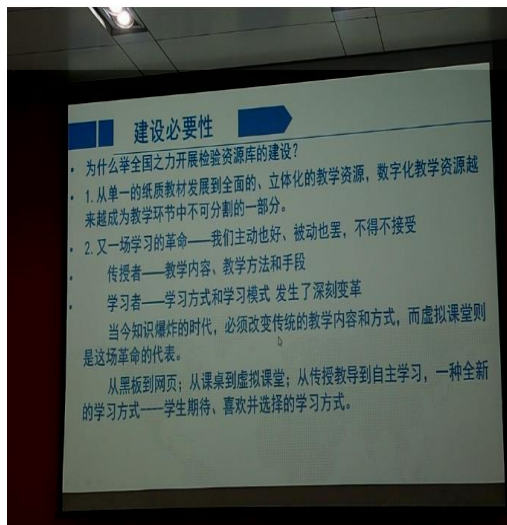 建设必要性
· 为什么举全国之力开展检验资源库的建设?
· 1.从单一的纸质教材发展到全面的、立体化的教学资源,数字化教学资源越
来越成为教学环节中不可分割的一部分。
· 2.又一场学习的革命——我们主动也好、被动也罢,不得不接受
· 传授者——教学内容、教学方法和手段
· 学习者——学习方式和学习模式 发生了深刻变革
当今知识爆炸的时代,必须改变传统的教学内容和方式,而虚拟课堂则
是这场革命的代表。
从黑板到网页;从课桌到虚拟课堂;从传授教导到自主学习,一种全新
的学习方式——学生期待、喜欢并选择的学习方式。